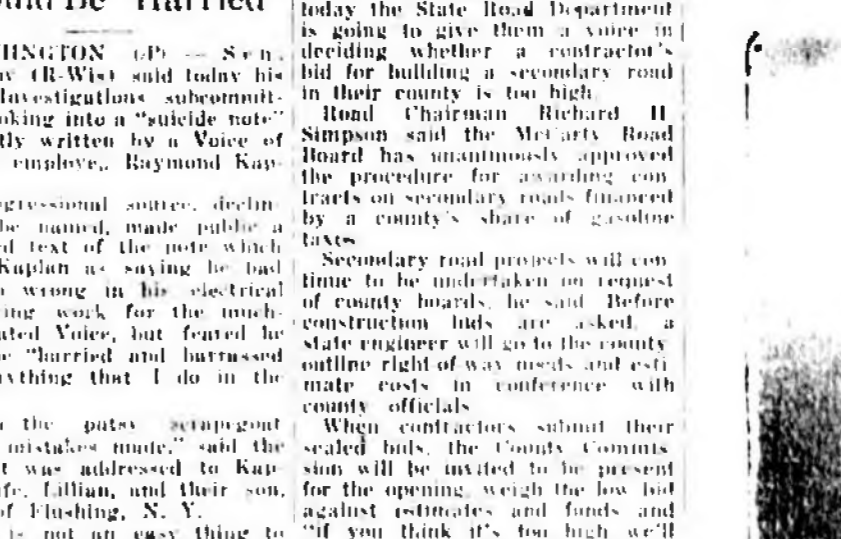 HINGTON (P) — Sen.
(R-Wis) said today his
investigations subcommit-
oking into a "suicide note"
tly written by a Voice of
employe, Raymond Kap-
gressional source, declin-
be named, made public a
d text of the note which
Kaplan as saying he had
wrong in his electrical
ring work for the much-
ated Voice, but feared he
e "harried and harrassed
nything that I do in the
the patsy scrapegoat
mistakes made," said the
t was addressed to Kap-
fe, Lillian, and their son,
of Flushing, N. Y.
is not an easy thing to
today the State Road Department
is going to give them a voice in
deciding whether a contractor's
bid for building a secondary road
in their county is too high.
Road Chairman Richard H.
Simpson said the McCarty Road
Board has unanimously approved
the procedure for awarding con
tracts on secondary roads financed
by a county's share of gasoline
taxes
Secondary road projects will con
tinue to be undertaken on request
of county boards, he said Before
construction bids are asked, a
state engineer will go to the county
outline right of way needs and esti
mate costs in conference with
county officials
When contractors submit their
sealed bids, the County Commis
sion will be invited to be present
for the opening, weigh the low bid
against estimates and funds and
"if you think it's too high we'll